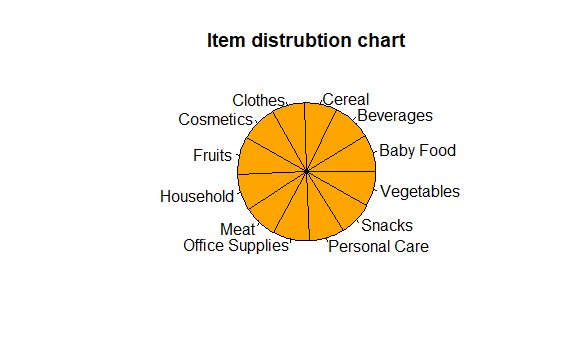 Item distrubtion chart
Clothes
Cereal
Cosmetics
Beverages
Fruits
Baby Food
Household
Vegetables
Meat
Snacks
Office Supplies
Personal Care